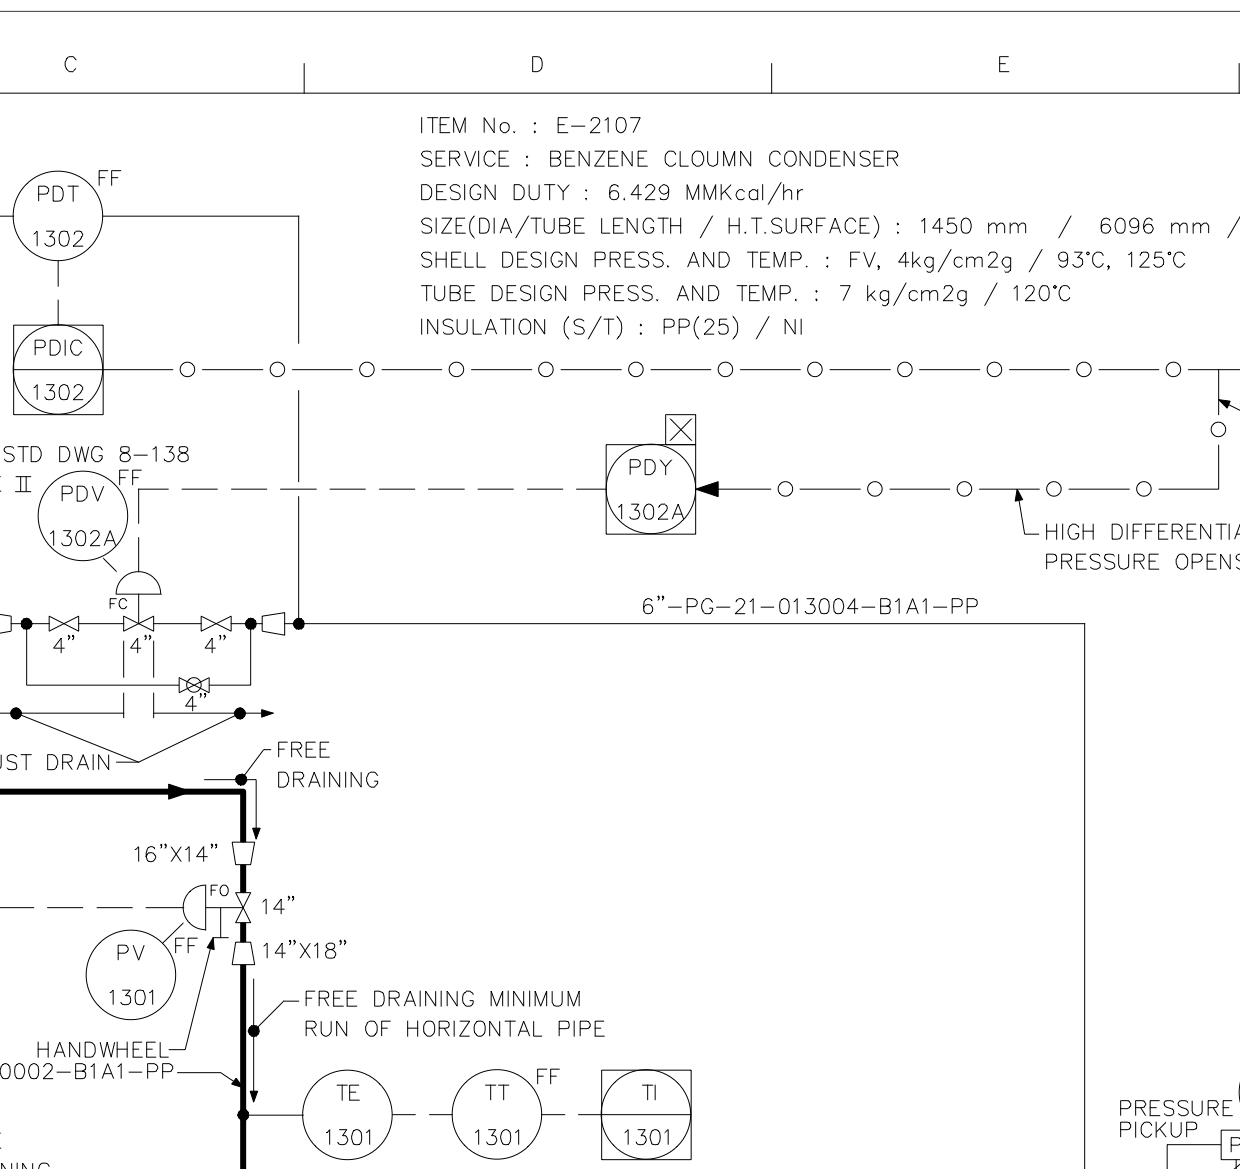 C
D
E
ITEM No. : E-2107
SERVICE : BENZENE CLOUMN CONDENSER
DESIGN DUTY : 6.429 MMKcal/hr
SIZE(DIA/TUBE LENGTH / H.T.SURFACE) : 1450 mm / 6096 mm /
SHELL DESIGN PRESS. AND TEMP. : FV, 4kg/cm2g / 93°C, 125°C
TUBE DESIGN PRESS. AND TEMP. : 7 kg/cm2g / 120°C
INSULATION (S/T) : PP(25) / NI
PDT
1302
FF
PDIC
1302
STD DWG 8-138
II
PDV
1302A
FF
PDY
1302A
HIGH DIFFERENTIA
PRESSURE OPENS
FC
4"
4"
4"
4"
6"-PG-21-013004-B1A1-PP
UST DRAIN
FREE
DRAINING
16"X14"
FO
14"
FF
PV
1301
14"X18"
FREE DRAINING MINIMUM
RUN OF HORIZONTAL PIPE
HANDWHEEL
0002-B1A1-PP
TE
1301
TT
1301
FF
TI
1301
PRESSURE
PICKUP
P
NING